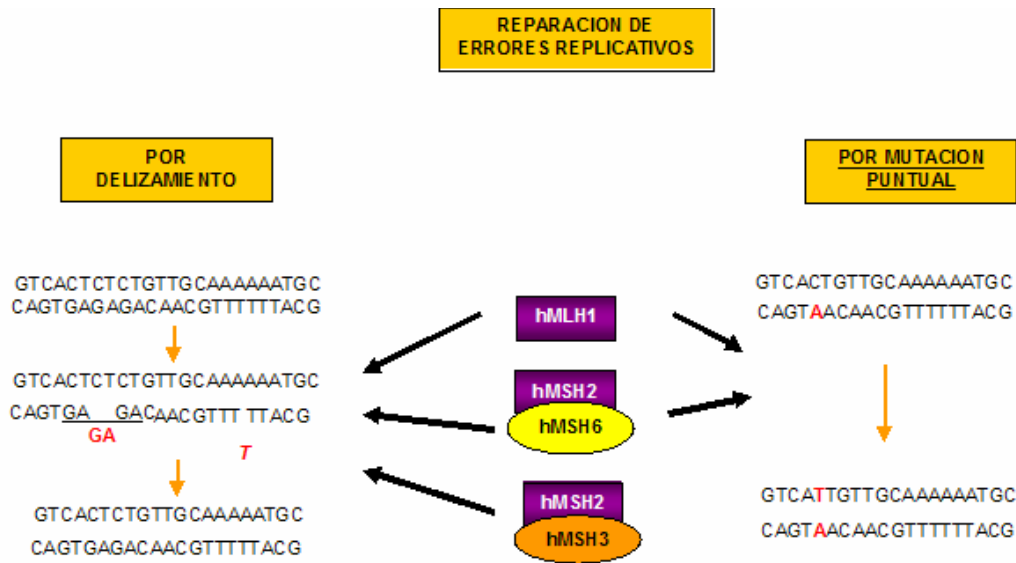 REPARACION DE
ERRORES REPLICATIVOS
POR
DELIZAMIENTO
GTCACTCTCTGTTGCAAAAAATGC
CAGTGAGAGACAACGTTTTTTACG
GTCACTCTCTGTTGCAAAAAATGC
CAGTGA GACAACGTTT TTACG
GA
T
GTCACTCTGTTGCAAAAATGC
CAGTGAGACAACGTTTTTACG
hMLH1
hMSH2
hMSH6
hMSH2
hMSH3
POR MUTACION
PUNTUAL
GTCACTGTTGCAAAAAATGC
CAGTAACAACGTTTTTTACG
GTCATTGTTGCAAAAAATGC
CAGTAACAACGTTTTTTACG